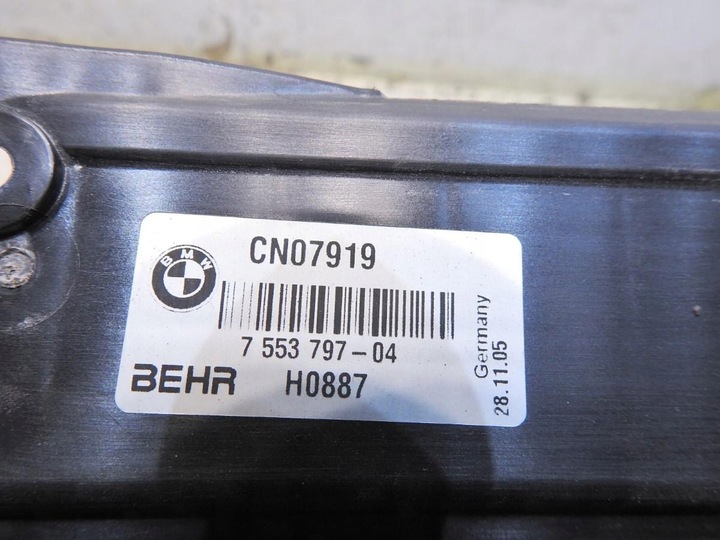 BMW
CN07919
7 553 797-04
BEHR H0887
Germany
28.11.05